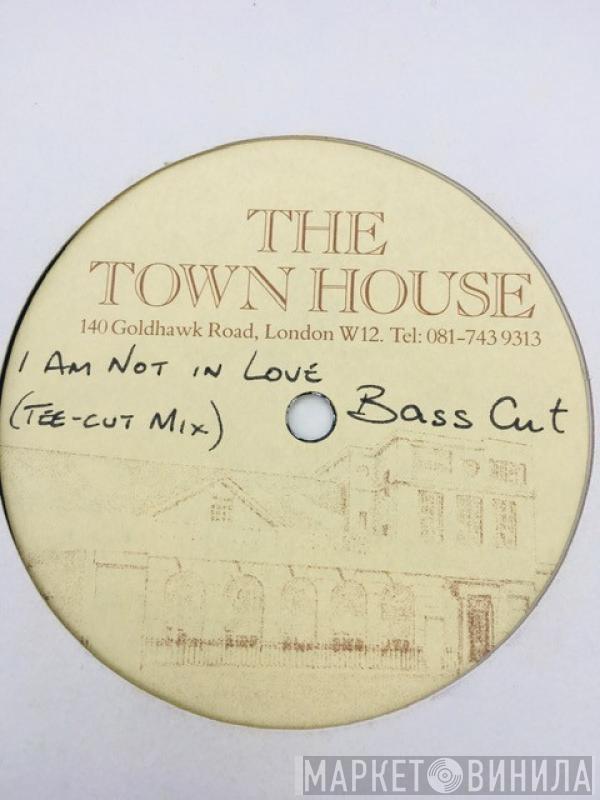 THE
TOWN HOUSE
140 Goldhawk Road, London W12. Tel: 081-743 9313
I AM NOT IN LOVE
(TEE-CUT MIX)
Bass Cut
МАРКЕТ ВИНИЛА